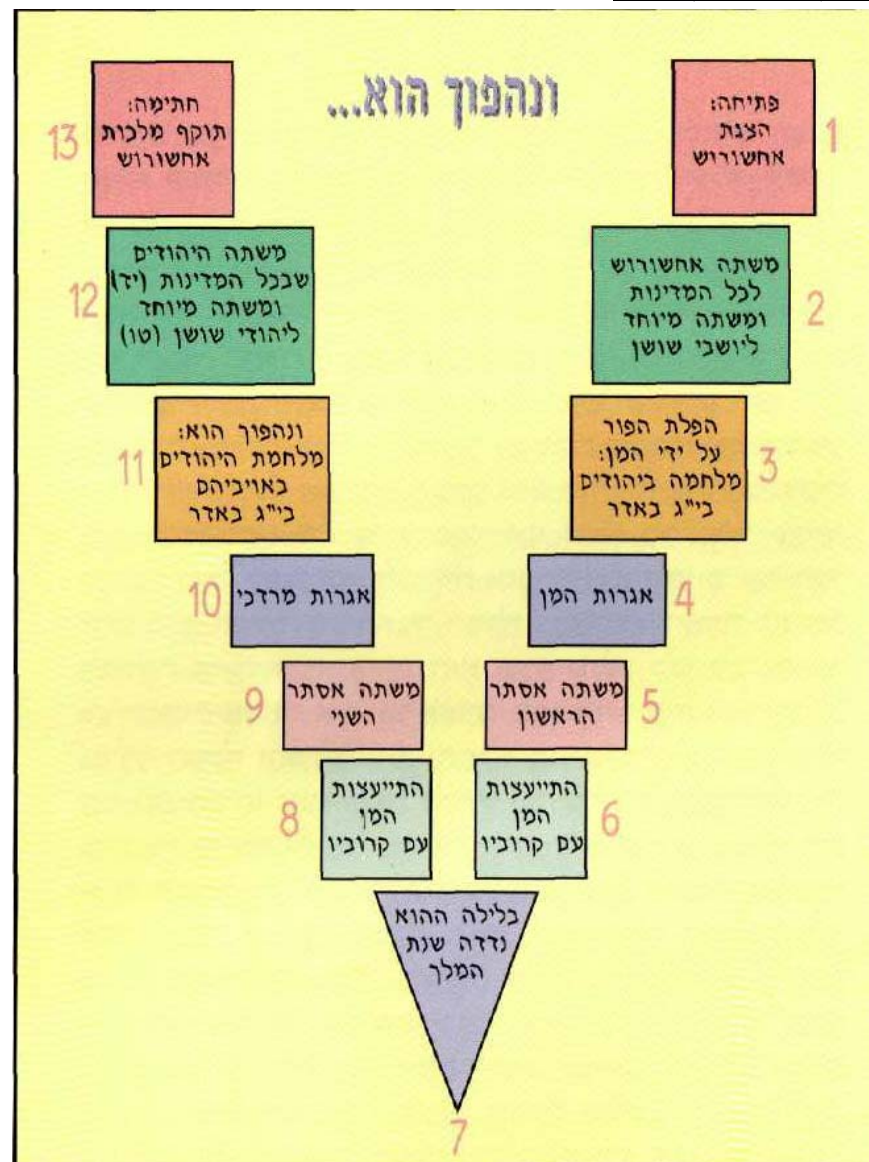 ונהפוך הוא...
1
פתיחה:
הצגת
אחשורוש
2
משתה אחשורוש
לכל המדינות
ומשתה מיוחד
ליושבי שושן
3
הפלת הפור
על ידי המן:
מלחמה ביהודים
בי"ג באדר
4
אגרות המן
5
משתה אסתר
הראשון
6
התייעצות
המן
עם קרוביו
7
בלילה ההוא
נדדה שנת
המלך
8
התייעצות
המן
עם קרוביו
9
משתה אסתר
השני
10
אגרות מרדכי
11
ונהפוך הוא:
מלחמת היהודים
באויביהם
בי"ג באדר
12
משתה היהודים
שבכל המדינות (יד)
ומשתה מיוחד
ליהודי שושן (טו)
13
חתימה:
תוקף מלכות
אחשורוש